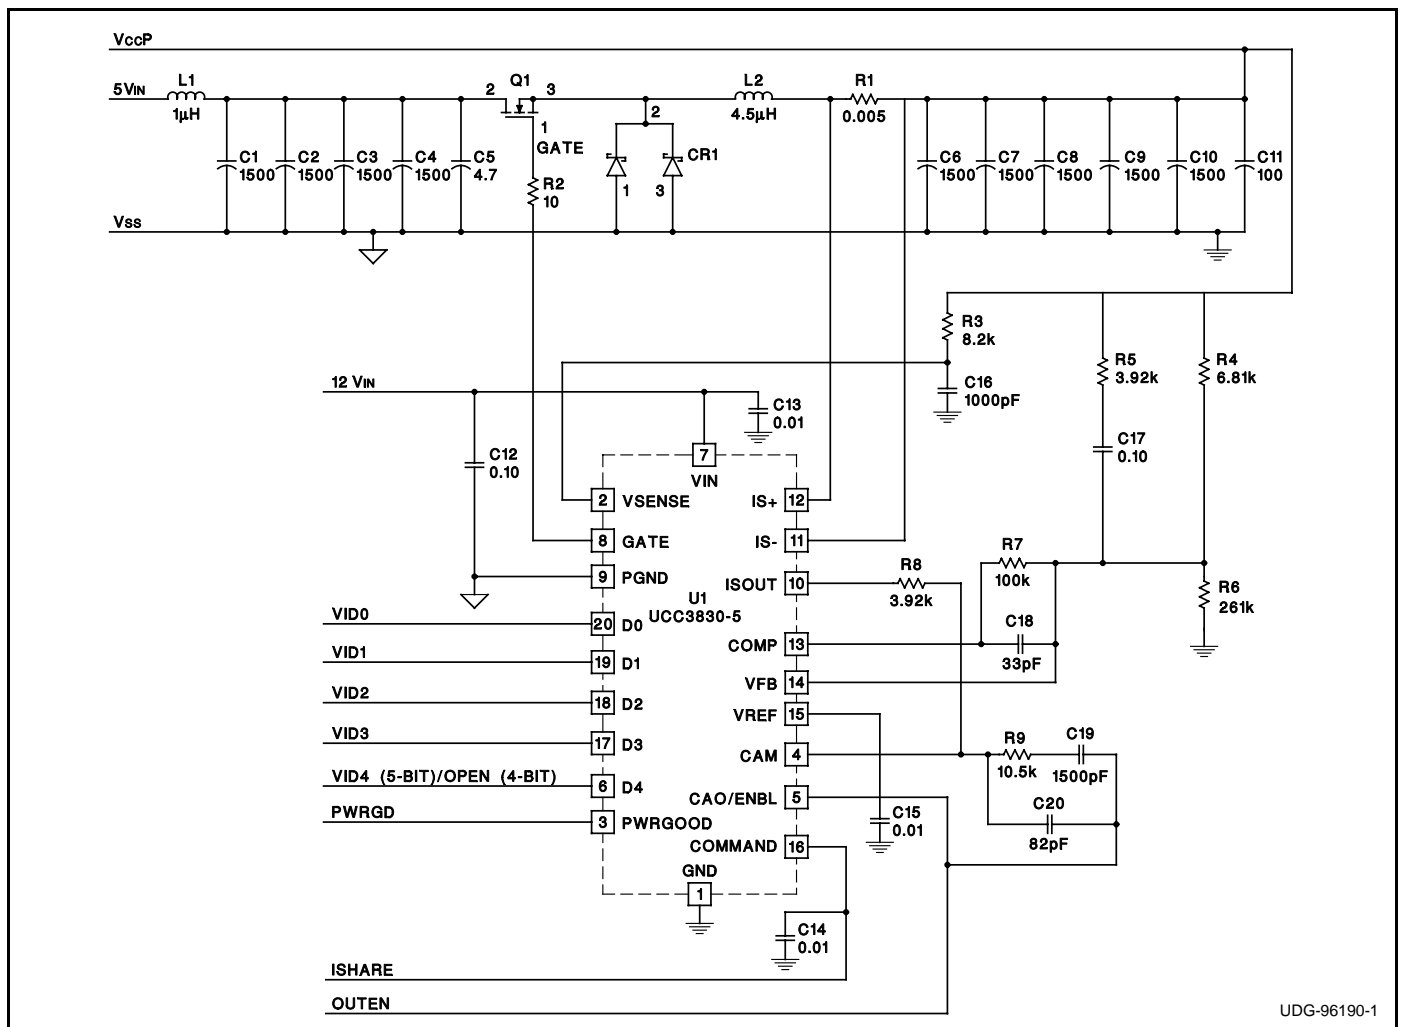 VCCP
L1
Q1
L2
R1
5VIN
2
3
1µH
1
GATE
2
4.5µH
0.005
C1
1500
C2
1500
C3
1500
C4
1500
C5
4.7
R2
10
1
3
CR1
C6
1500
C7
1500
C8
1500
C9
1500
C10
1500
C11
100
VSS
R3
8.2k
R5
3.92k
R4
6.81k
12 VIN
C16
1000pF
C13
0.01
C12
0.10
C17
0.10
7
VIN
2 VSENSE
IS+ 12
8 GATE
IS- 11
9 PGND
ISOUT 10
R8
3.92k
R7
100k
R6
261k
U1
UCC3830-5
VID0
20 D0
COMP 13
C18
33pF
VID1
19 D1
VFB 14
VID2
18 D2
VREF 15
VID3
17 D3
CAM 4
R9
10.5k
C19
1500pF
VID4 (5-BIT)/OPEN (4-BIT)
6 D4
CAO/ENBL 5
C20
82pF
PWRGD
3 PWRGOOD
C15
0.01
COMMAND 16
GND
1
C14
0.01
ISHARE
OUTEN
UDG-96190-1